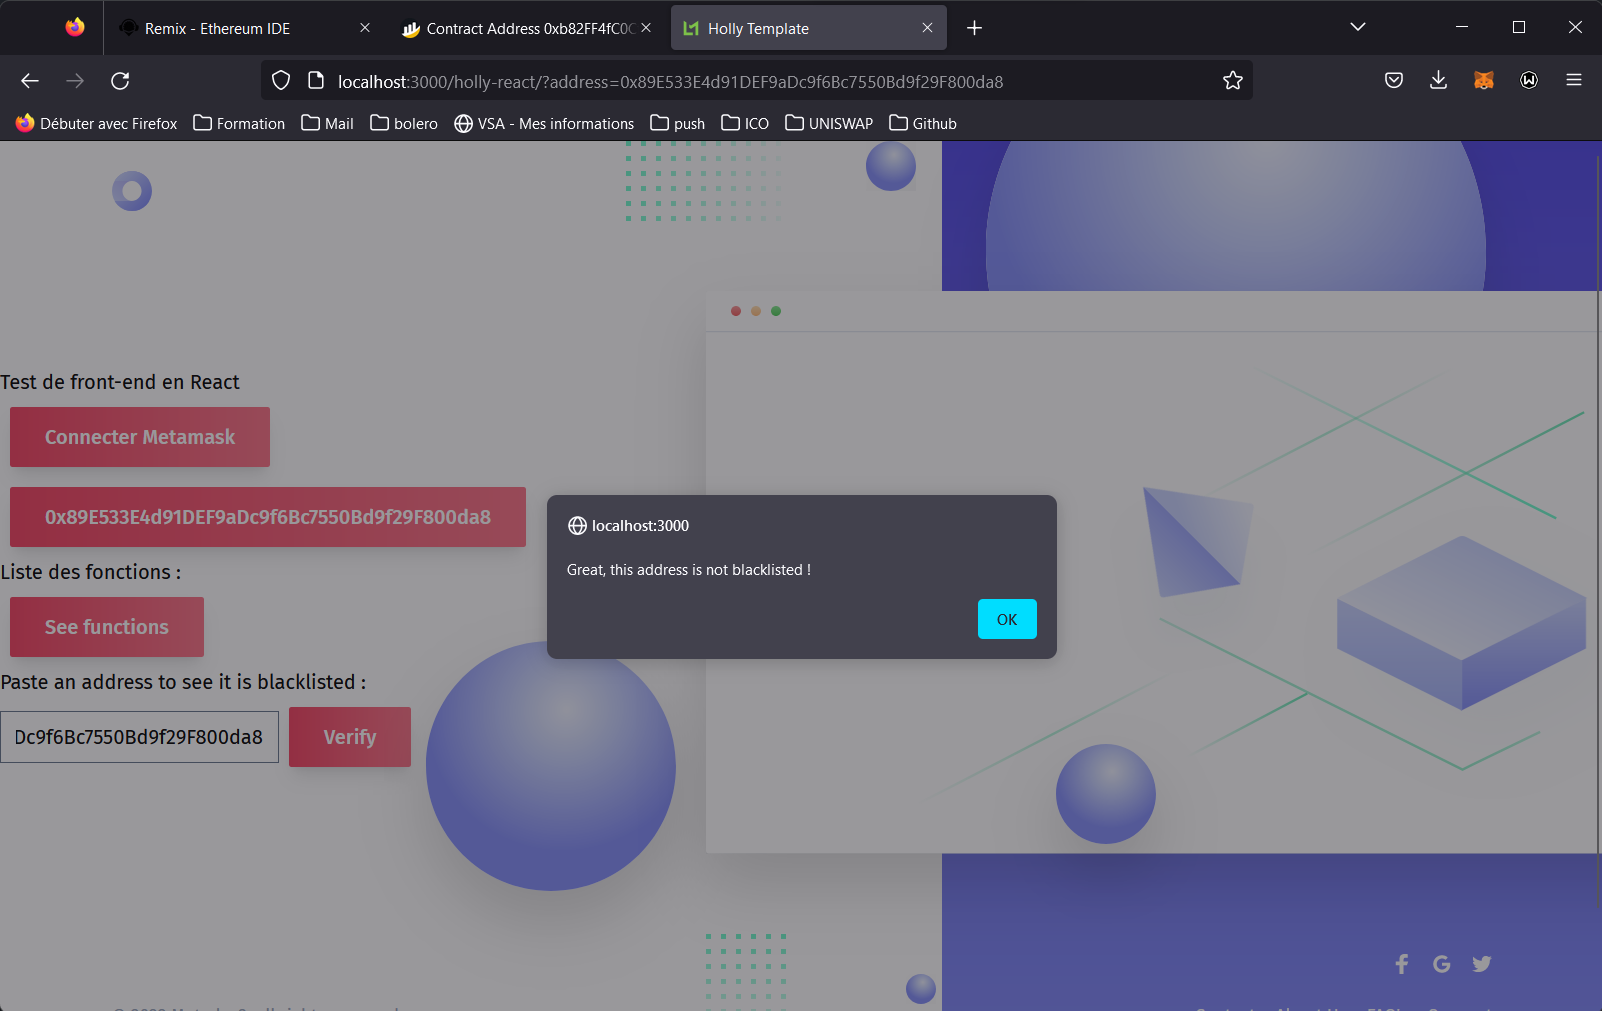 Remix - Ethereum IDE
Contract Address 0xb82FF4fC0C
Holly Template
localhost:3000/holly-react/?address=0x89E533E4d91DEF9aDc9f6Bc7550Bd9f29F800da8
Débuter avec Firefox
Formation
Mail
bolero
VSA - Mes informations
push
ICO
UNISWAP
Github
Test de front-end en React
Connecter Metamask
0x89E533E4d91DEF9aDc9f6Bc7550Bd9f29F800da8
localhost:3000
Great, this address is not blacklisted !
OK
Liste des fonctions :
See functions
Paste an address to see it is blacklisted :
Dc9f6Bc7550Bd9f29F800da8
Verify